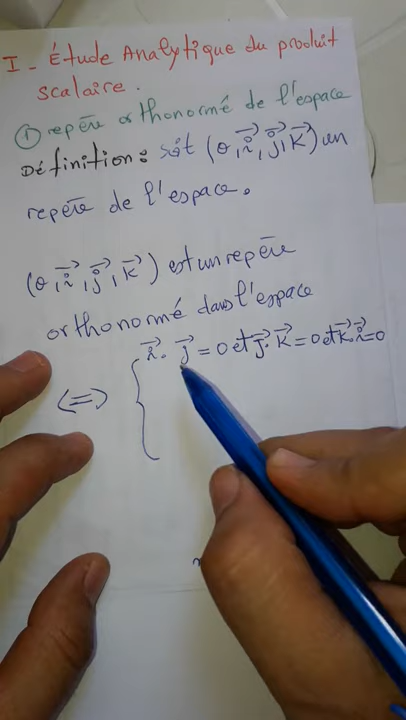 I - Étude Analytique du produit
scalaire.
① repère orthonormé de l'espace
Définition: soit (o, i⃗, j⃗, k⃗) un
repère de l'espace.
(o, i⃗, j⃗, k⃗) est un repère
orthonormé dans l'espace
⟺ { i⃗. j⃗ = 0 et j⃗. k⃗ = 0 et k⃗. i⃗ = 0